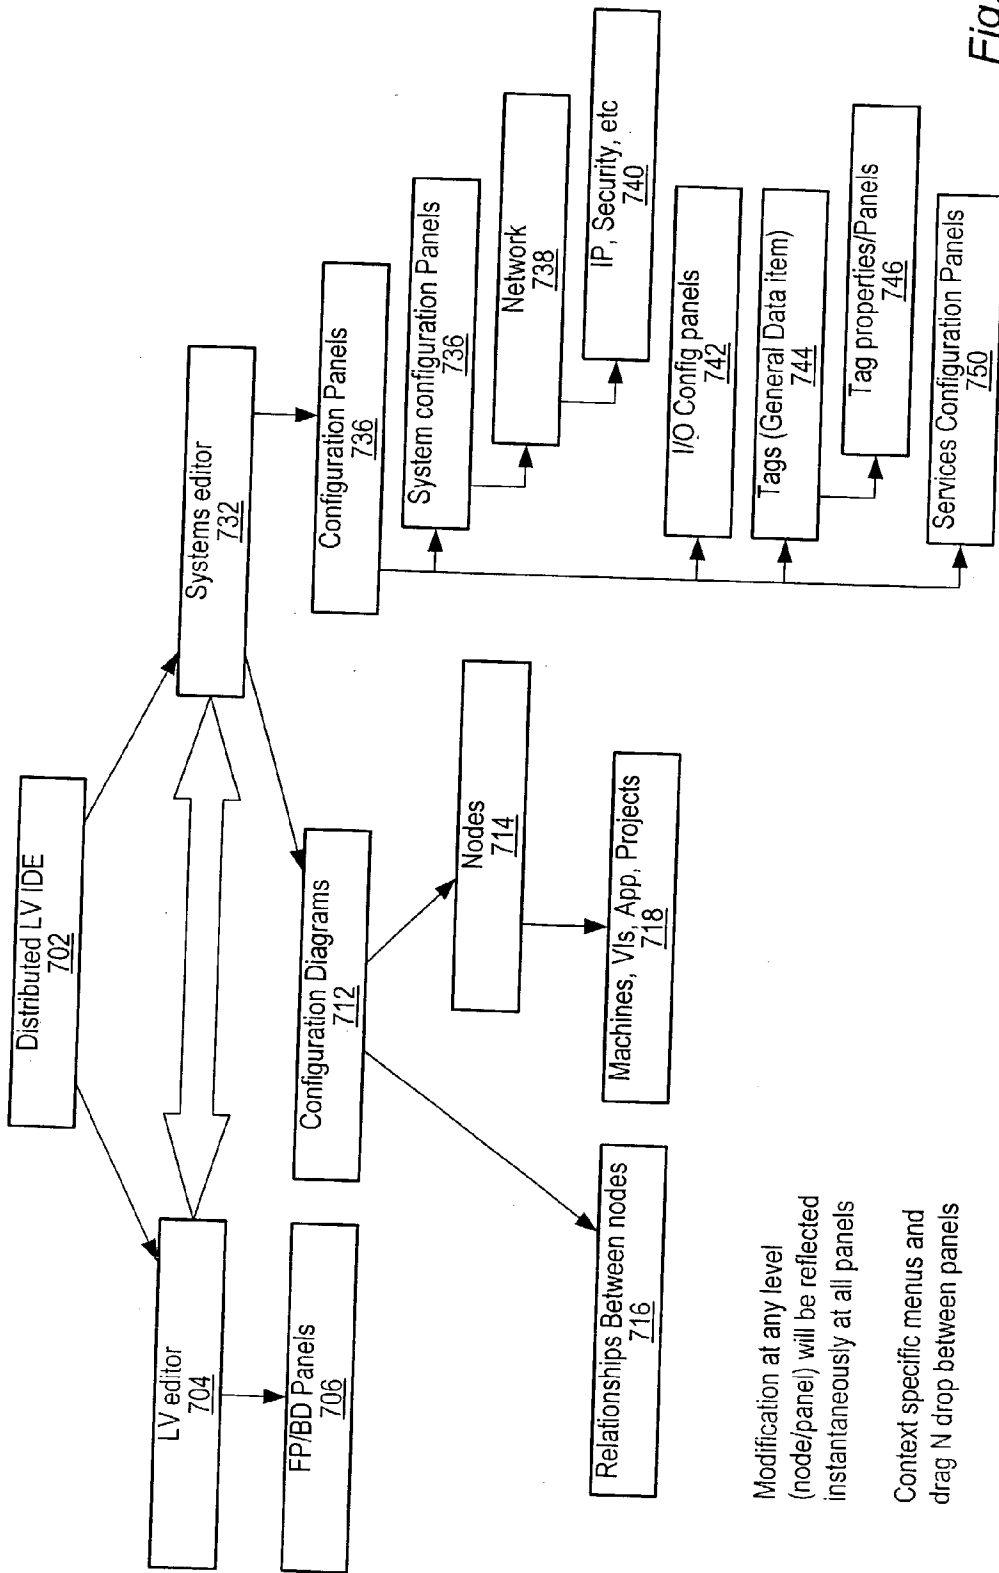 Distributed LV IDE
702
LV editor
704
Systems editor
732
FP/BD Panels
706
Configuration Diagrams
712
Configuration Panels
736
System configuration Panels
736
Nodes
714
Network
738
Relationships Between nodes
716
Machines, VIs, App, Projects
718
IP, Security, etc
740
I/O Config panels
742
Tags (General Data item)
744
Tag properties/Panels
746
Services Configuration Panels
750
Modification at any level
(node/panel) will be reflected
instantaneously at all panels
Context specific menus and
drag N drop between panels
Fig.